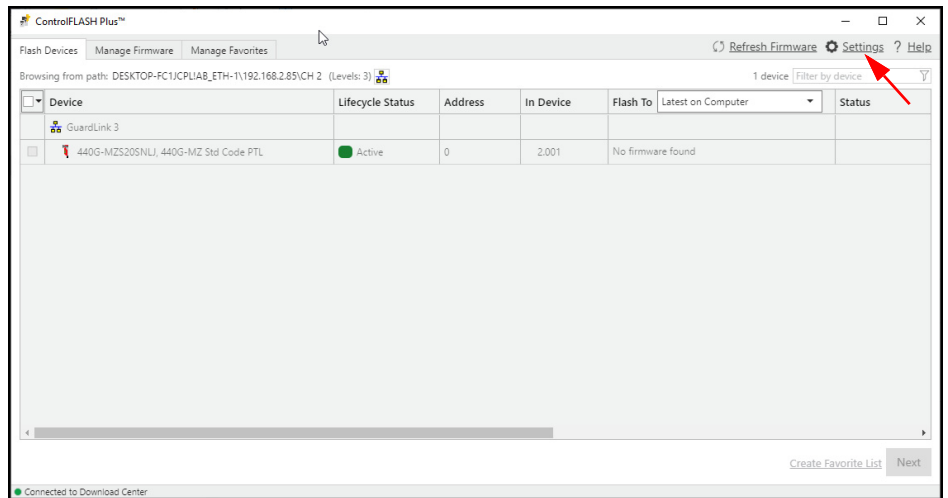 ControlFLASH Plus™
Flash Devices Manage Firmware Manage Favorites Refresh Firmware Settings ? Help
Browsing from path: DESKTOP-FC1JCPL\AB_ETH-1\192.168.2.85\CH 2 (Levels: 3) 1 device Filter by device
Device Lifecycle Status Address In Device Flash To Latest on Computer Status
GuardLink 3
440G-MZS20SNLJ, 440G-MZ Std Code PTL Active 0 2.001 No firmware found
Create Favorite List Next
Connected to Download Center